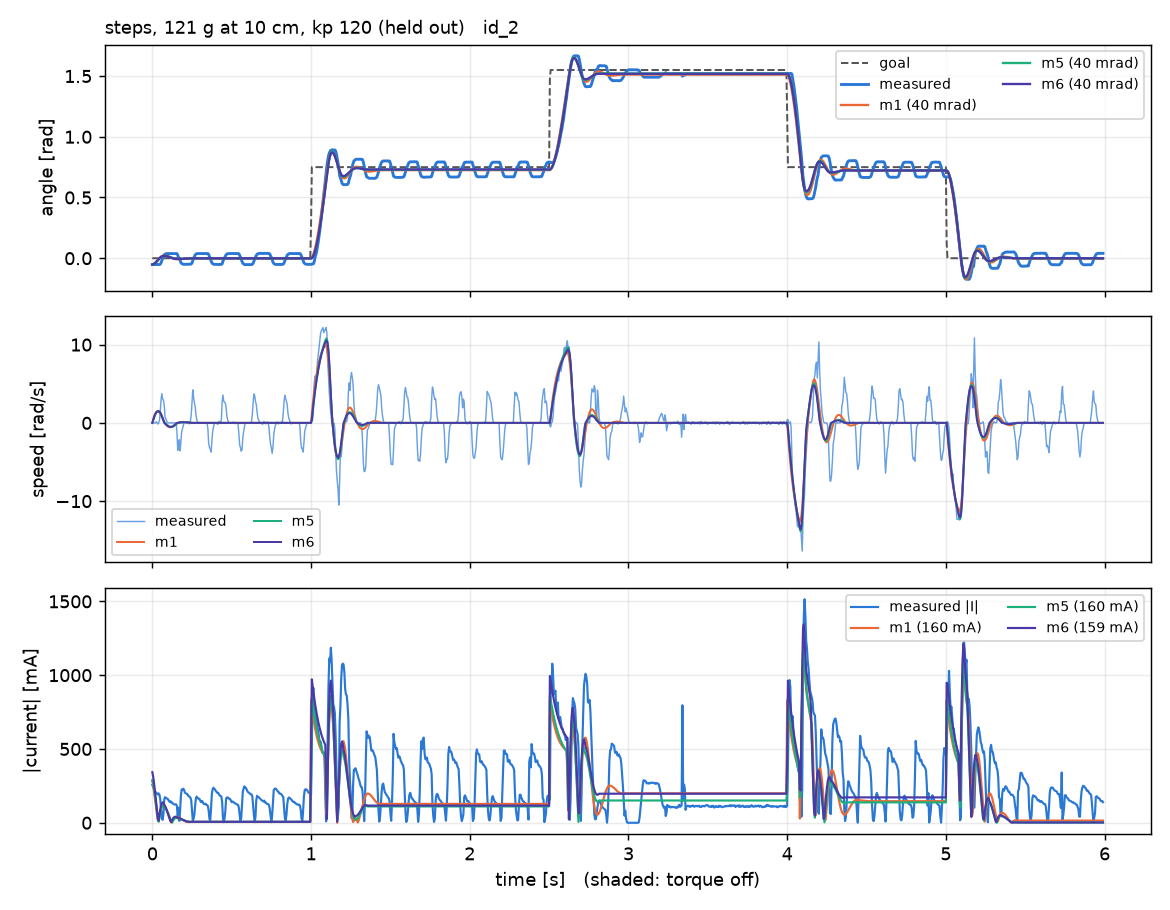 steps, 121 g at 10 cm, kp 120 (held out)   id_2
angle [rad]
1.5
1.0
0.5
0.0
goal
measured
m1 (40 mrad)
m5 (40 mrad)
m6 (40 mrad)
speed [rad/s]
10
0
−10
measured
m1
m5
m6
|current| [mA]
1500
1000
500
0
measured |I|
m1 (160 mA)
m5 (160 mA)
m6 (159 mA)
0 1 2 3 4 5 6
time [s]   (shaded: torque off)